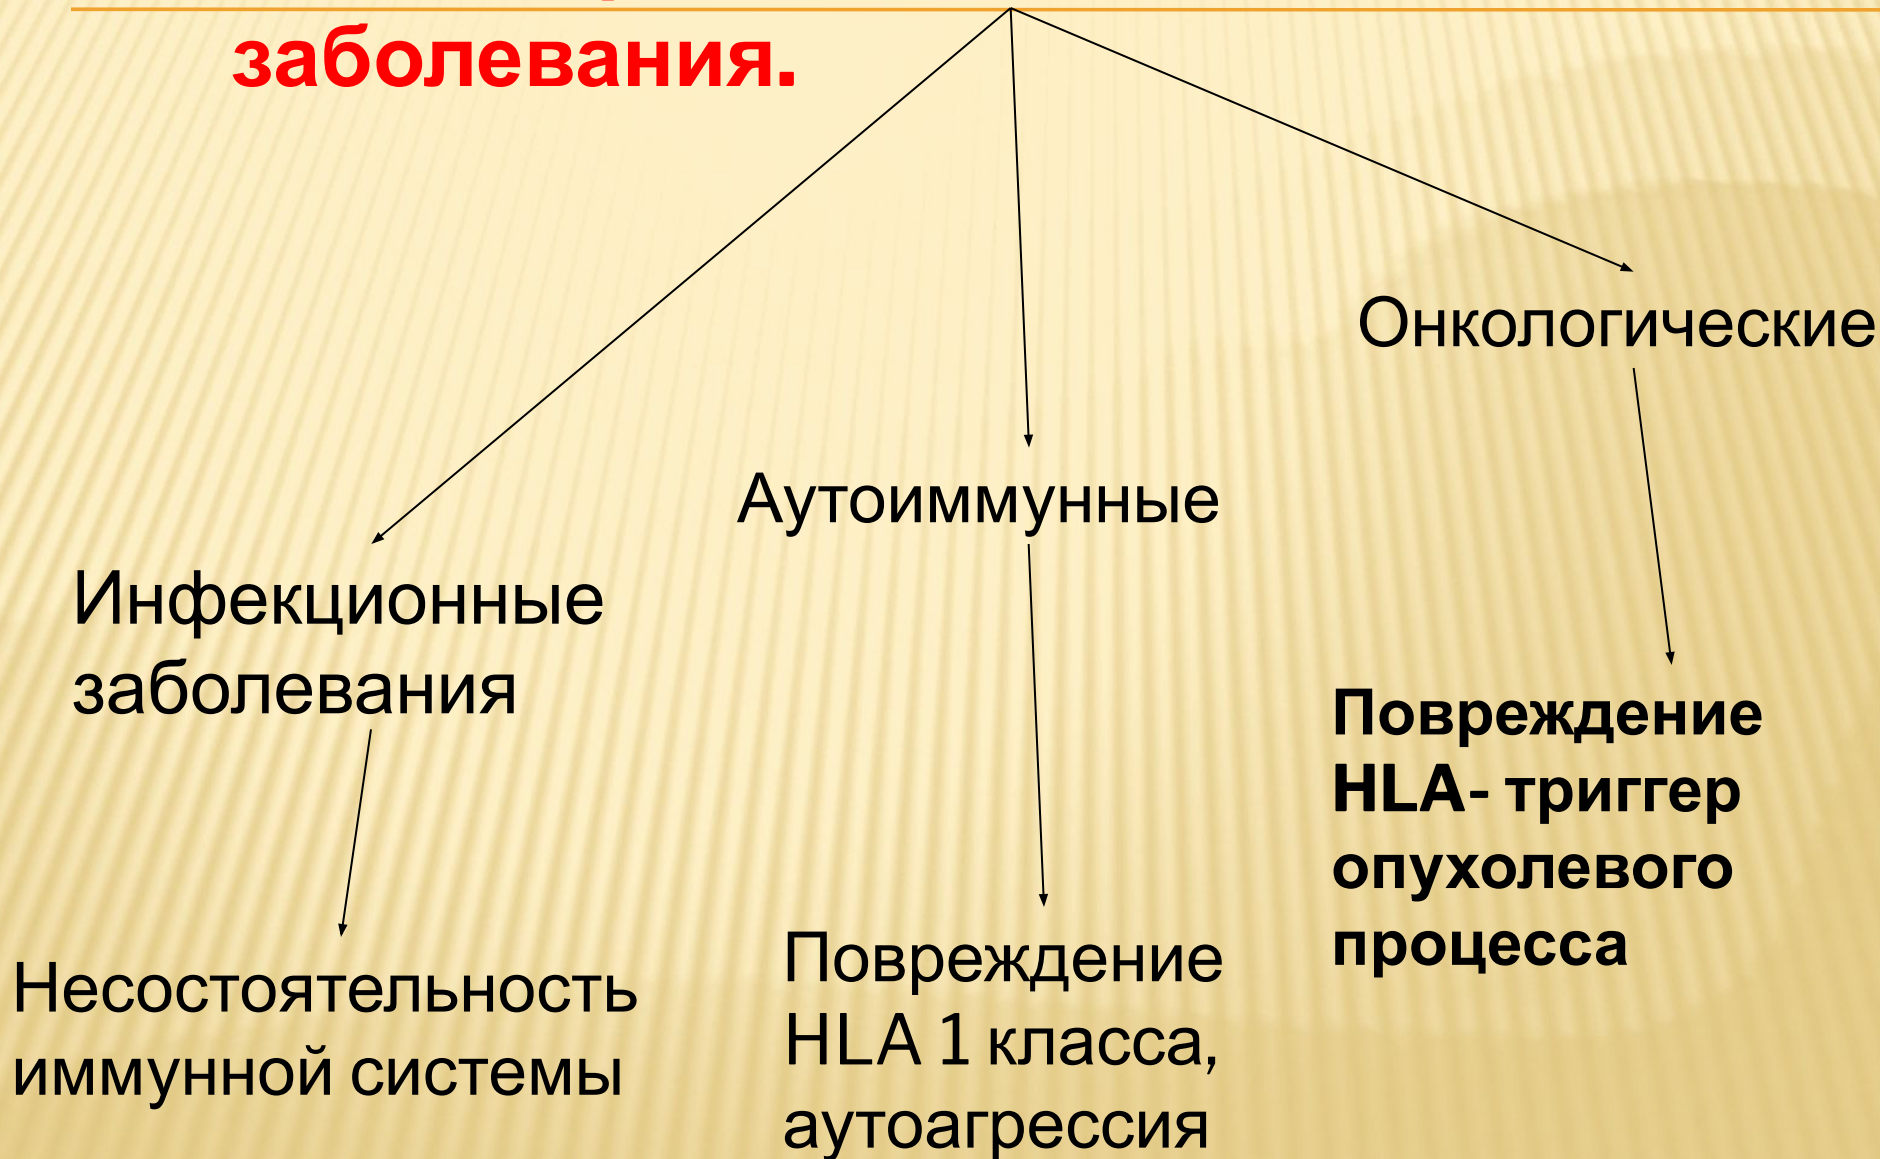 заболевания.
Онкологические
Аутоиммунные
Инфекционные
заболевания
Повреждение
HLA- триггер
опухолевого
процесса
Несостоятельность
иммунной системы
Повреждение
HLA 1 класса,
аутоагрессия